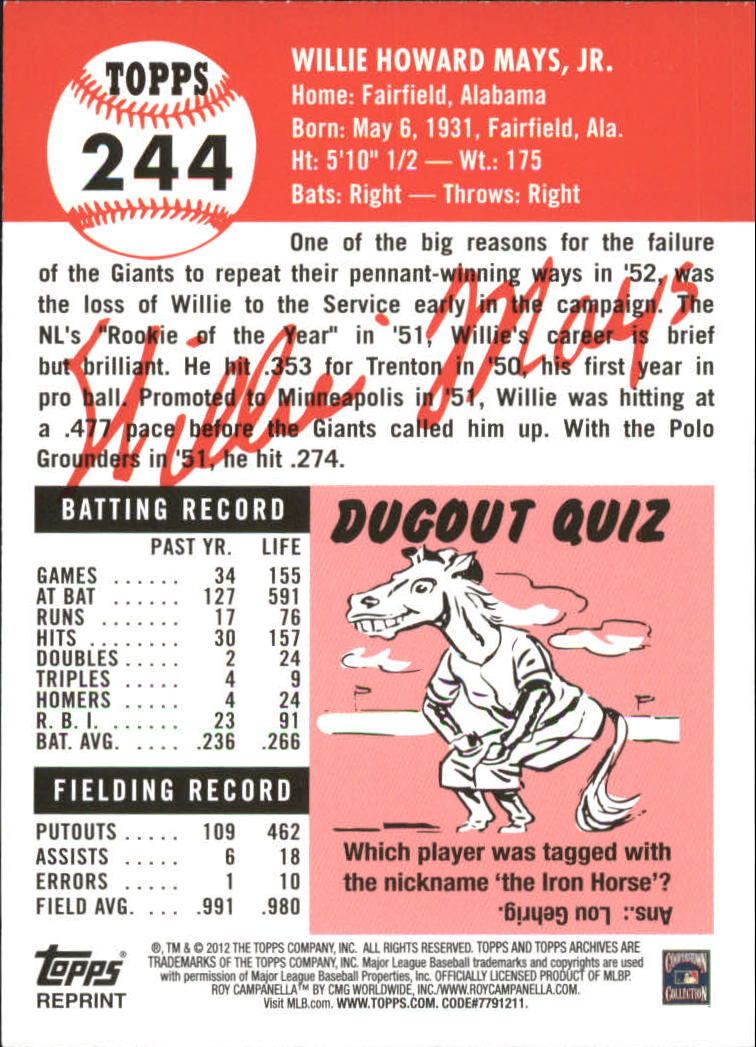 TOPPS
244
WILLIE HOWARD MAYS, JR.
Home: Fairfield, Alabama
Born: May 6, 1931, Fairfield, Ala.
Ht: 5'10" 1/2 — Wt.: 175
Bats: Right — Throws: Right
One of the big reasons for the failure
of the Giants to repeat their pennant-winning ways in '52, was
the loss of Willie to the Service early in the campaign. The
NL's "Rookie of the Year" in '51, Willie's career is brief
but brilliant. He hit .353 for Trenton in '50, his first year in
pro ball. Promoted to Minneapolis in '51, Willie was hitting at
a .477 pace before the Giants called him up. With the Polo
Grounders in '51, he hit .274.
Willie Mays
BATTING RECORD
PAST YR. LIFE
GAMES ...... 34 155
AT BAT ...... 127 591
RUNS ....... 17 76
HITS ........ 30 157
DOUBLES ..... 2 24
TRIPLES ..... 4 9
HOMERS ..... 4 24
R. B. I. ...... 23 91
BAT. AVG. .... .236 .266
FIELDING RECORD
PUTOUTS ..... 109 462
ASSISTS ..... 6 18
ERRORS ..... 1 10
FIELD AVG. ... .991 .980
DUGOUT QUIZ
Which player was tagged with
the nickname 'the Iron Horse'?
Ans.: Lou Gehrig.
Topps®
REPRINT
®, TM & © 2012 THE TOPPS COMPANY, INC. ALL RIGHTS RESERVED. TOPPS AND TOPPS ARCHIVES ARE
TRADEMARKS OF THE TOPPS COMPANY, INC. Major League Baseball trademarks and copyrights are used
with permission of Major League Baseball Properties, Inc. OFFICIALLY LICENSED PRODUCT OF MLBP.
ROY CAMPANELLA™ BY CMG WORLDWIDE, INC./WWW.ROYCAMPANELLA.COM.
Visit MLB.com. WWW.TOPPS.COM. CODE#7791211.
COOPERSTOWN
COLLECTION